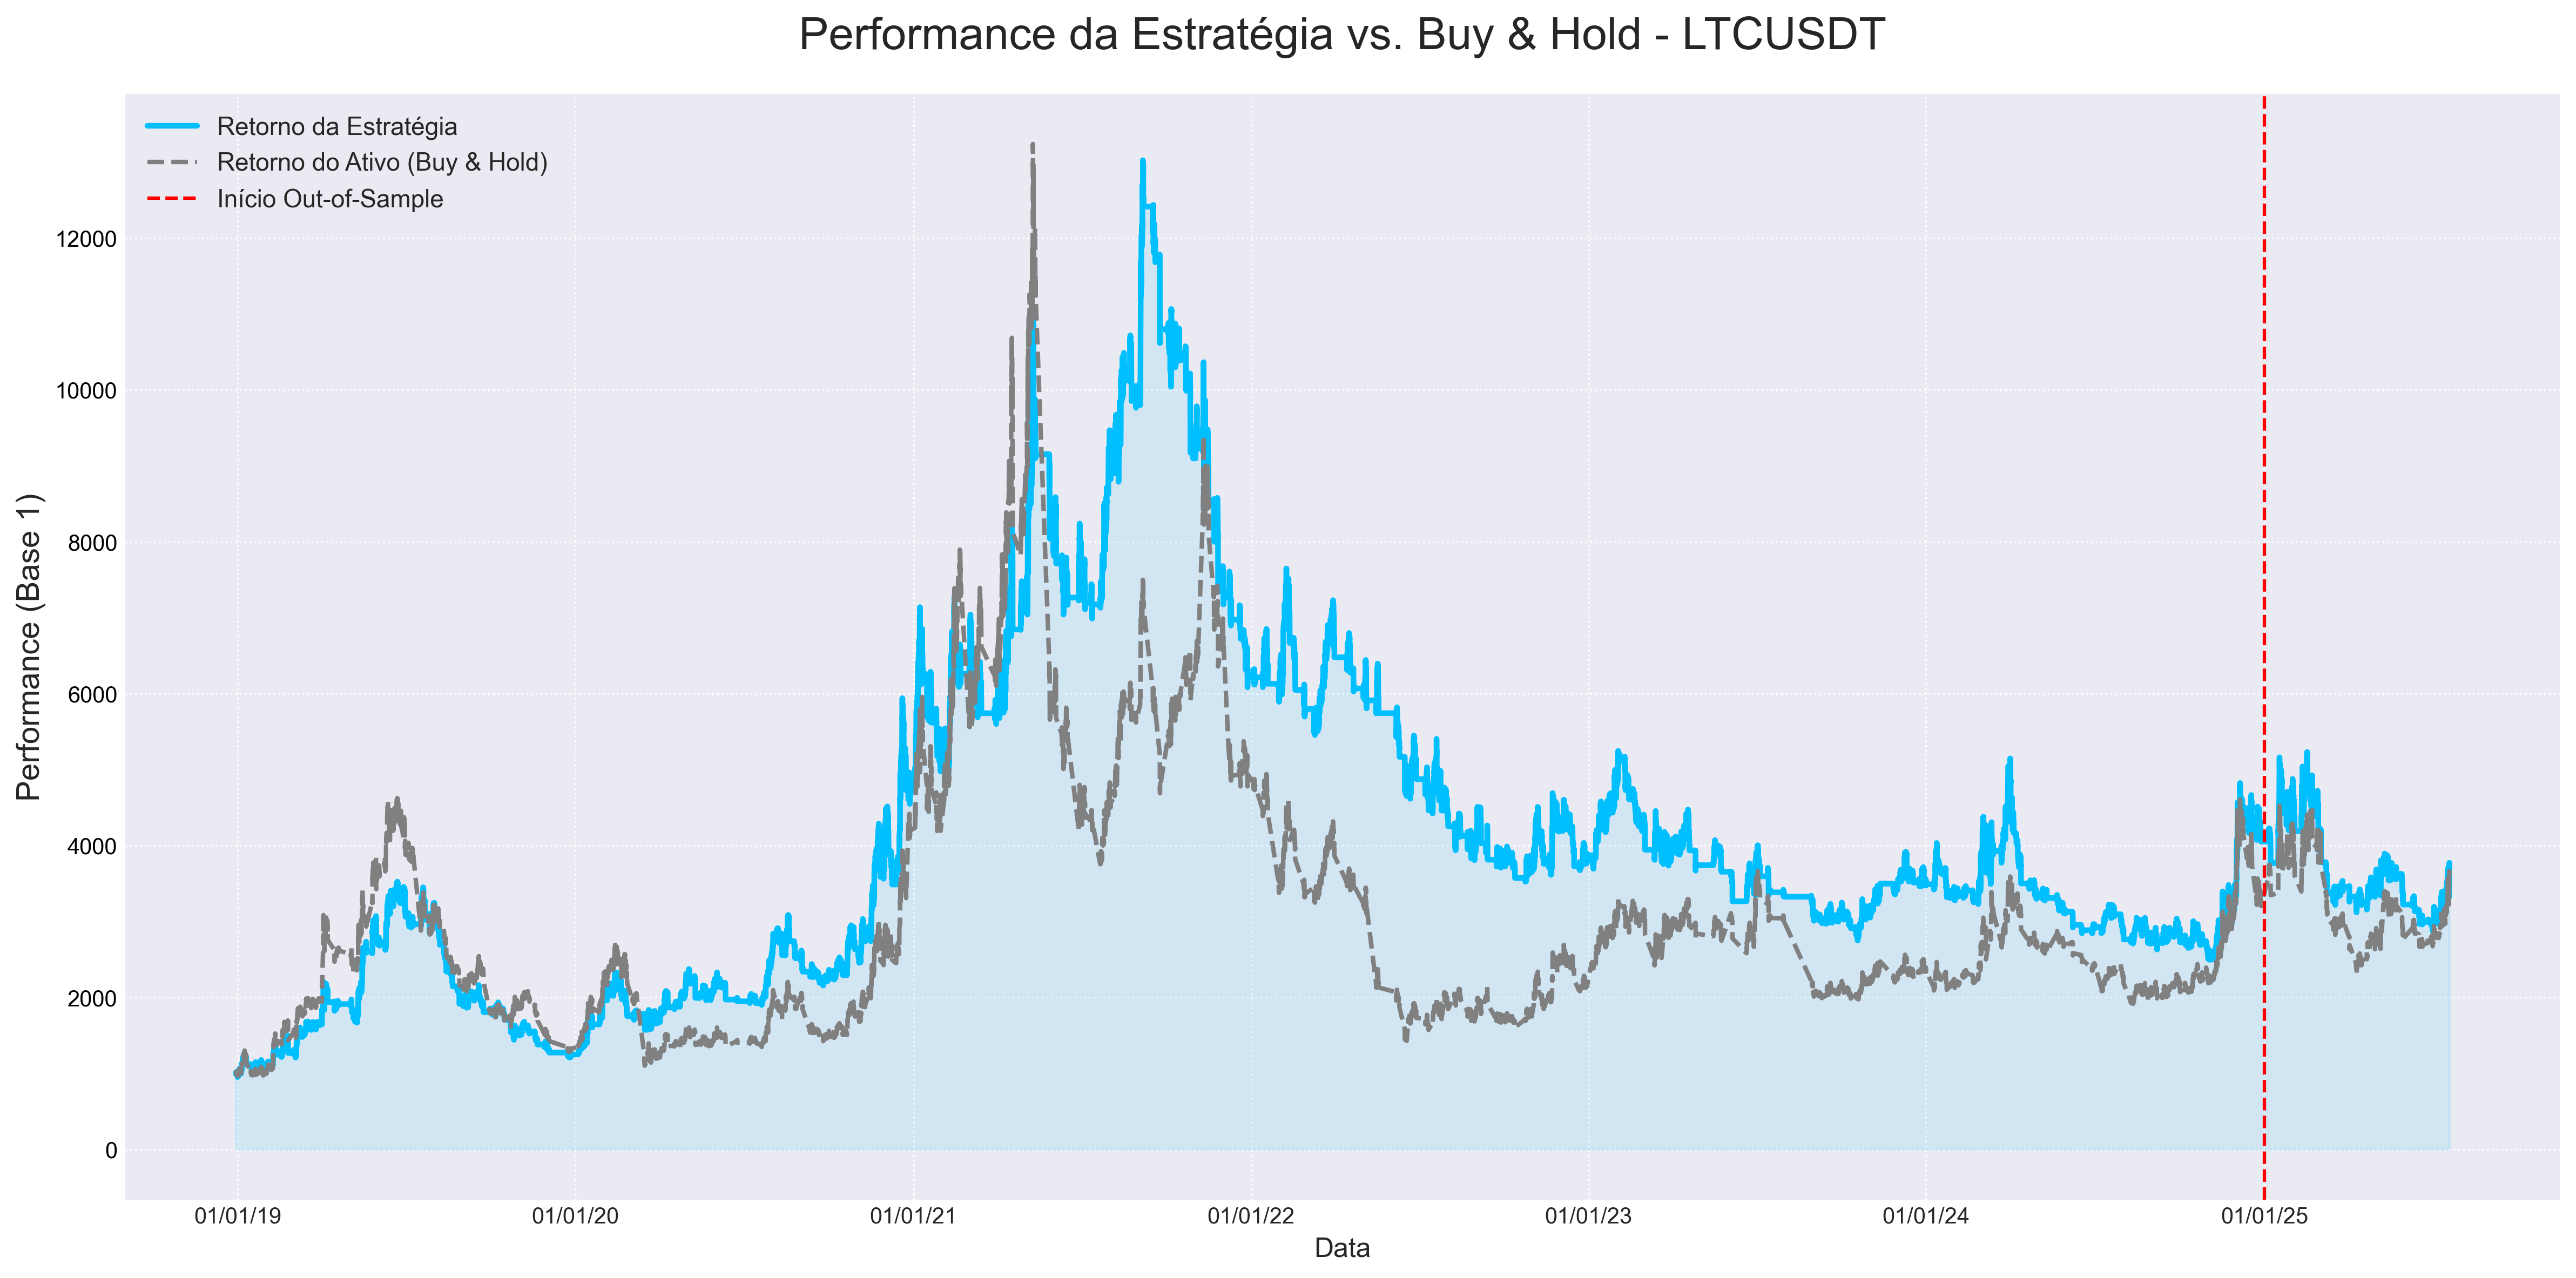 Performance da Estratégia vs. Buy & Hold - LTCUSDT
Retorno da Estratégia
Retorno do Ativo (Buy & Hold)
Início Out-of-Sample
Performance (Base 1)
12000
10000
8000
6000
4000
2000
0
01/01/19
01/01/20
01/01/21
01/01/22
01/01/23
01/01/24
01/01/25
Data